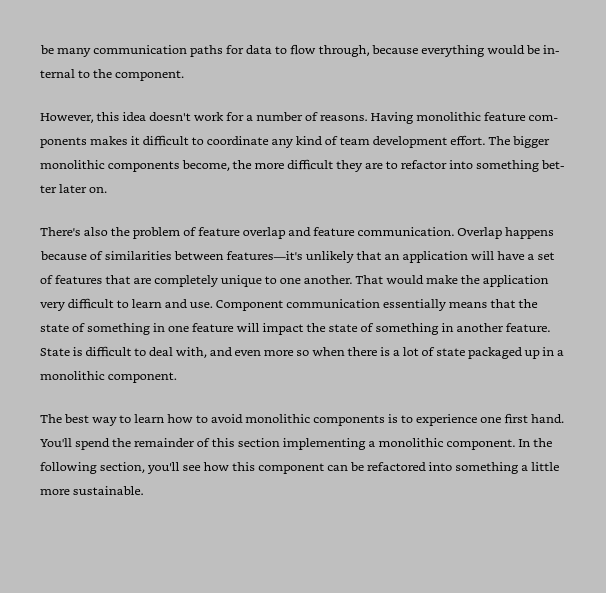 be many communication paths for data to flow through, because everything would be in-
ternal to the component.
However, this idea doesn't work for a number of reasons. Having monolithic feature com-
ponents makes it difficult to coordinate any kind of team development effort. The bigger
monolithic components become, the more difficult they are to refactor into something bet-
ter later on.
There's also the problem of feature overlap and feature communication. Overlap happens
because of similarities between features—it's unlikely that an application will have a set
of features that are completely unique to one another. That would make the application
very difficult to learn and use. Component communication essentially means that the
state of something in one feature will impact the state of something in another feature.
State is difficult to deal with, and even more so when there is a lot of state packaged up in a
monolithic component.
The best way to learn how to avoid monolithic components is to experience one first hand.
You'll spend the remainder of this section implementing a monolithic component. In the
following section, you'll see how this component can be refactored into something a little
more sustainable.